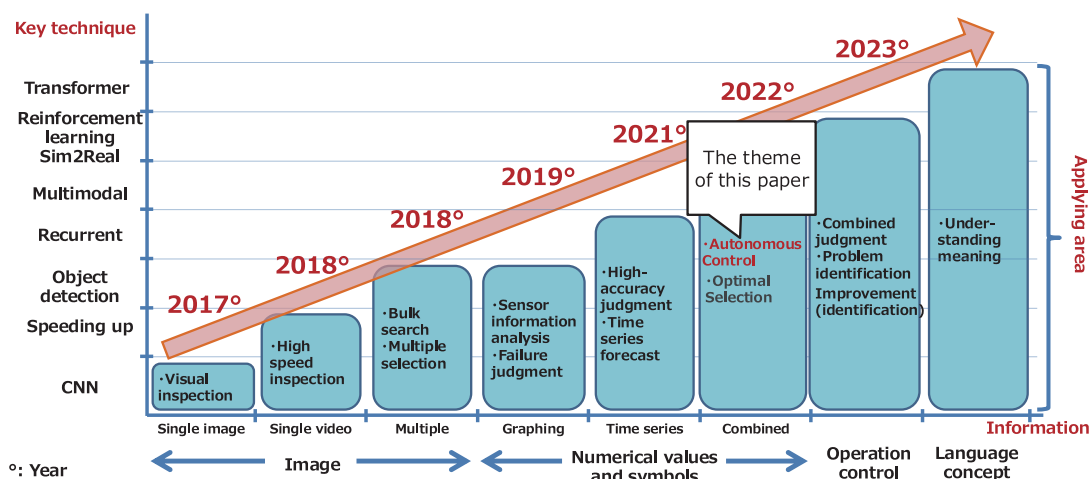 Key technique
Transformer
Reinforcement
learning
Sim2Real
Multimodal
Recurrent
Object
detection
Speeding up
CNN
2017°
2018°
2018°
2019°
2021°
2022°
2023°
The theme
of this paper
・Visual
inspection
・High
speed
inspection
・Bulk
search
・Multiple
selection
・Sensor
information
analysis
・Failure
judgment
・High-
accuracy
judgment
・Time
series
forecast
・Autonomous
Control
・Optimal
Selection
・Combined
judgment
・Problem
identification
Improvement
(identification)
・Under-
standing
meaning
Applying area
Single image
Single video
Multiple
Graphing
Time series
Combined
Information
Image
Numerical values
and symbols
Operation
control
Language
concept
°: Year